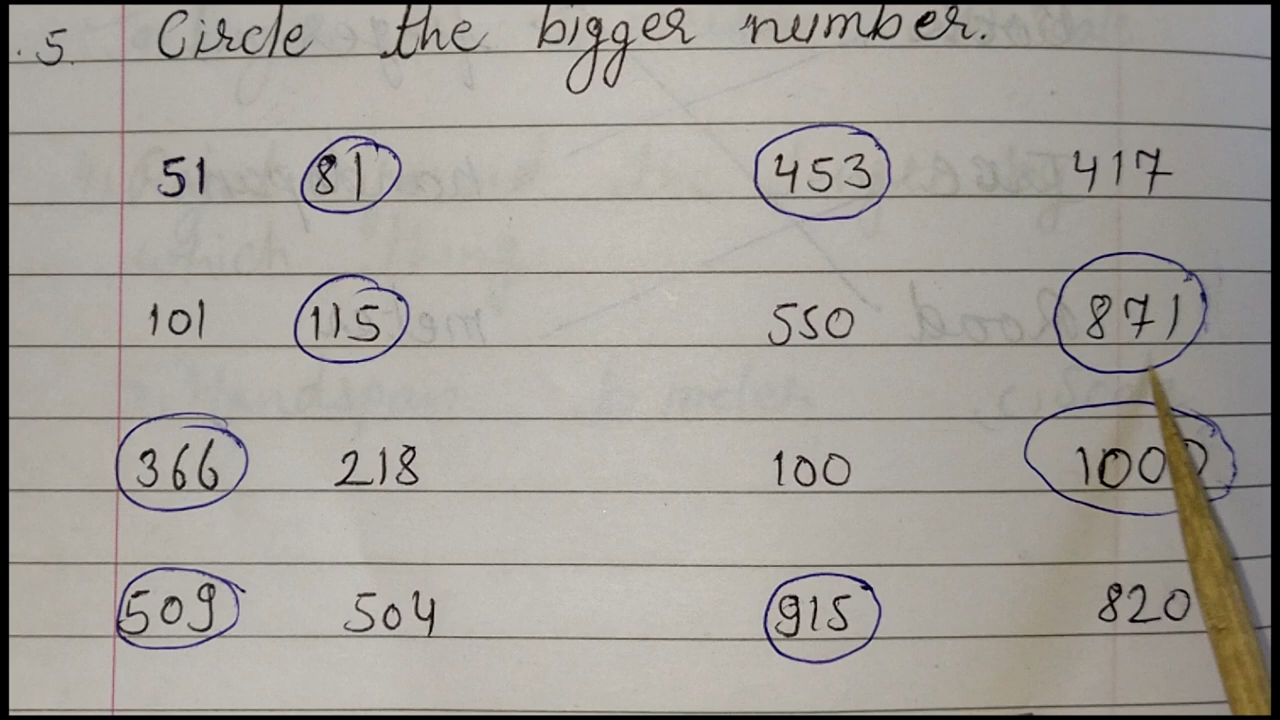 .5. Circle the bigger number.
51 81 453 417
101 115 550 871
366 218 100 1000
509 504 915 820